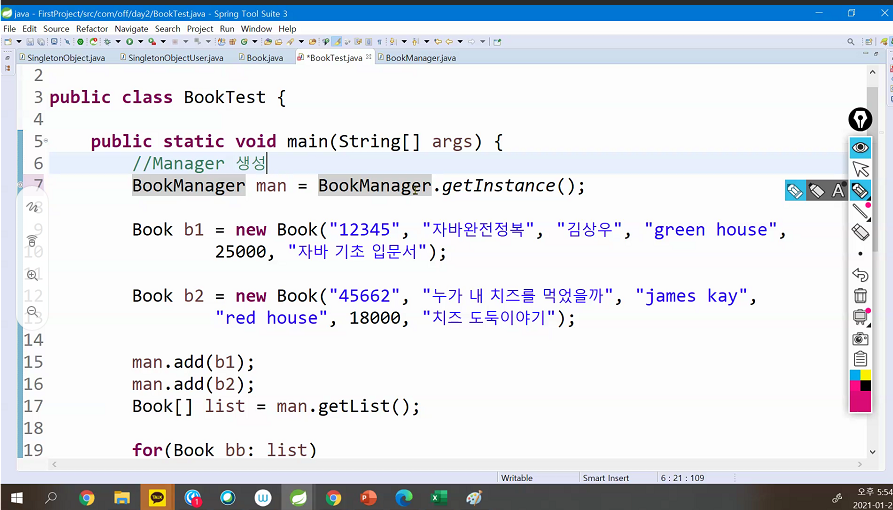 java - FirstProject/src/com/off/day2/BookTest.java - Spring Tool Suite 3
File Edit Source Refactor Navigate Search Project Run Window Help
SingletonObject.java SingletonObjectUser.java Book.java *BookTest.java BookManager.java
2
3 public class BookTest {
4
5 public static void main(String[] args) {
6 //Manager 생성
7 BookManager man = BookManager.getInstance();
9 Book b1 = new Book("12345", "자바완전정복", "김상우", "green house",
10 25000, "자바 기초 입문서");
12 Book b2 = new Book("45662", "누가 내 치즈를 먹었을까", "james kay",
13 "red house", 18000, "치즈 도둑이야기");
14
15 man.add(b1);
16 man.add(b2);
17 Book[] list = man.getList();
18
19 for(Book bb: list)
Writable Smart Insert 6 : 21 : 109
오후 5:54